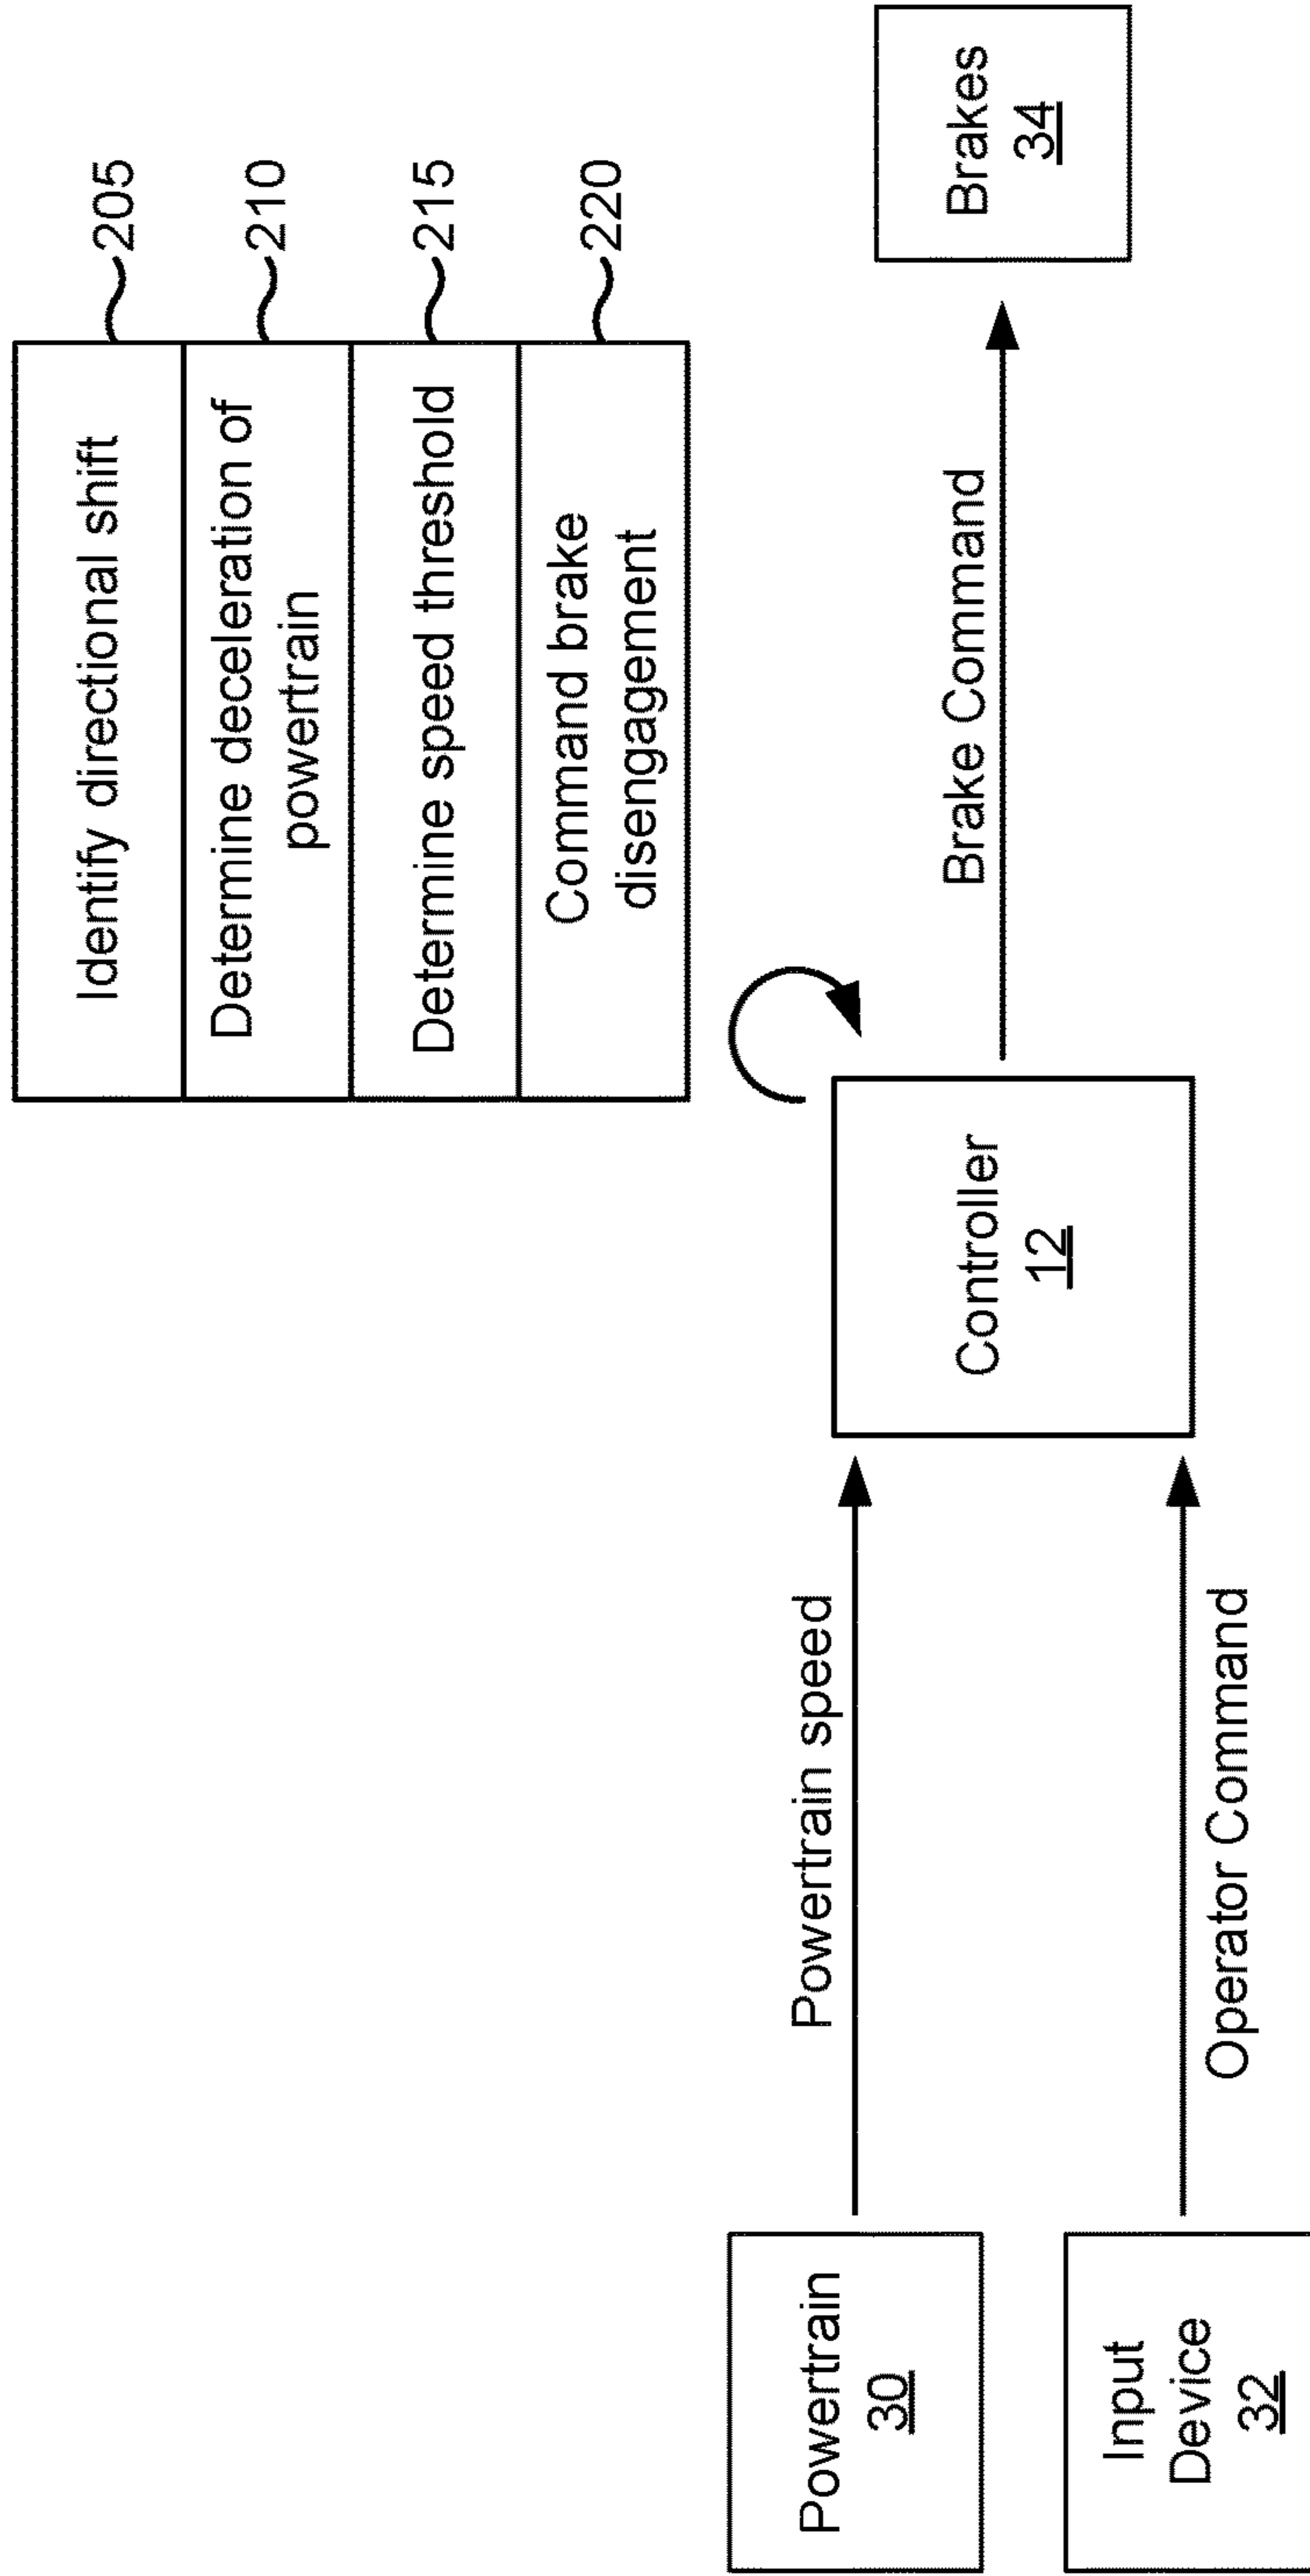 Identify directional shift
205
Determine deceleration of
powertrain
210
Determine speed threshold
215
Command brake
disengagement
220
Powertrain
30
Powertrain speed
Input
Device
32
Operator Command
Controller
12
Brake Command
Brakes
34